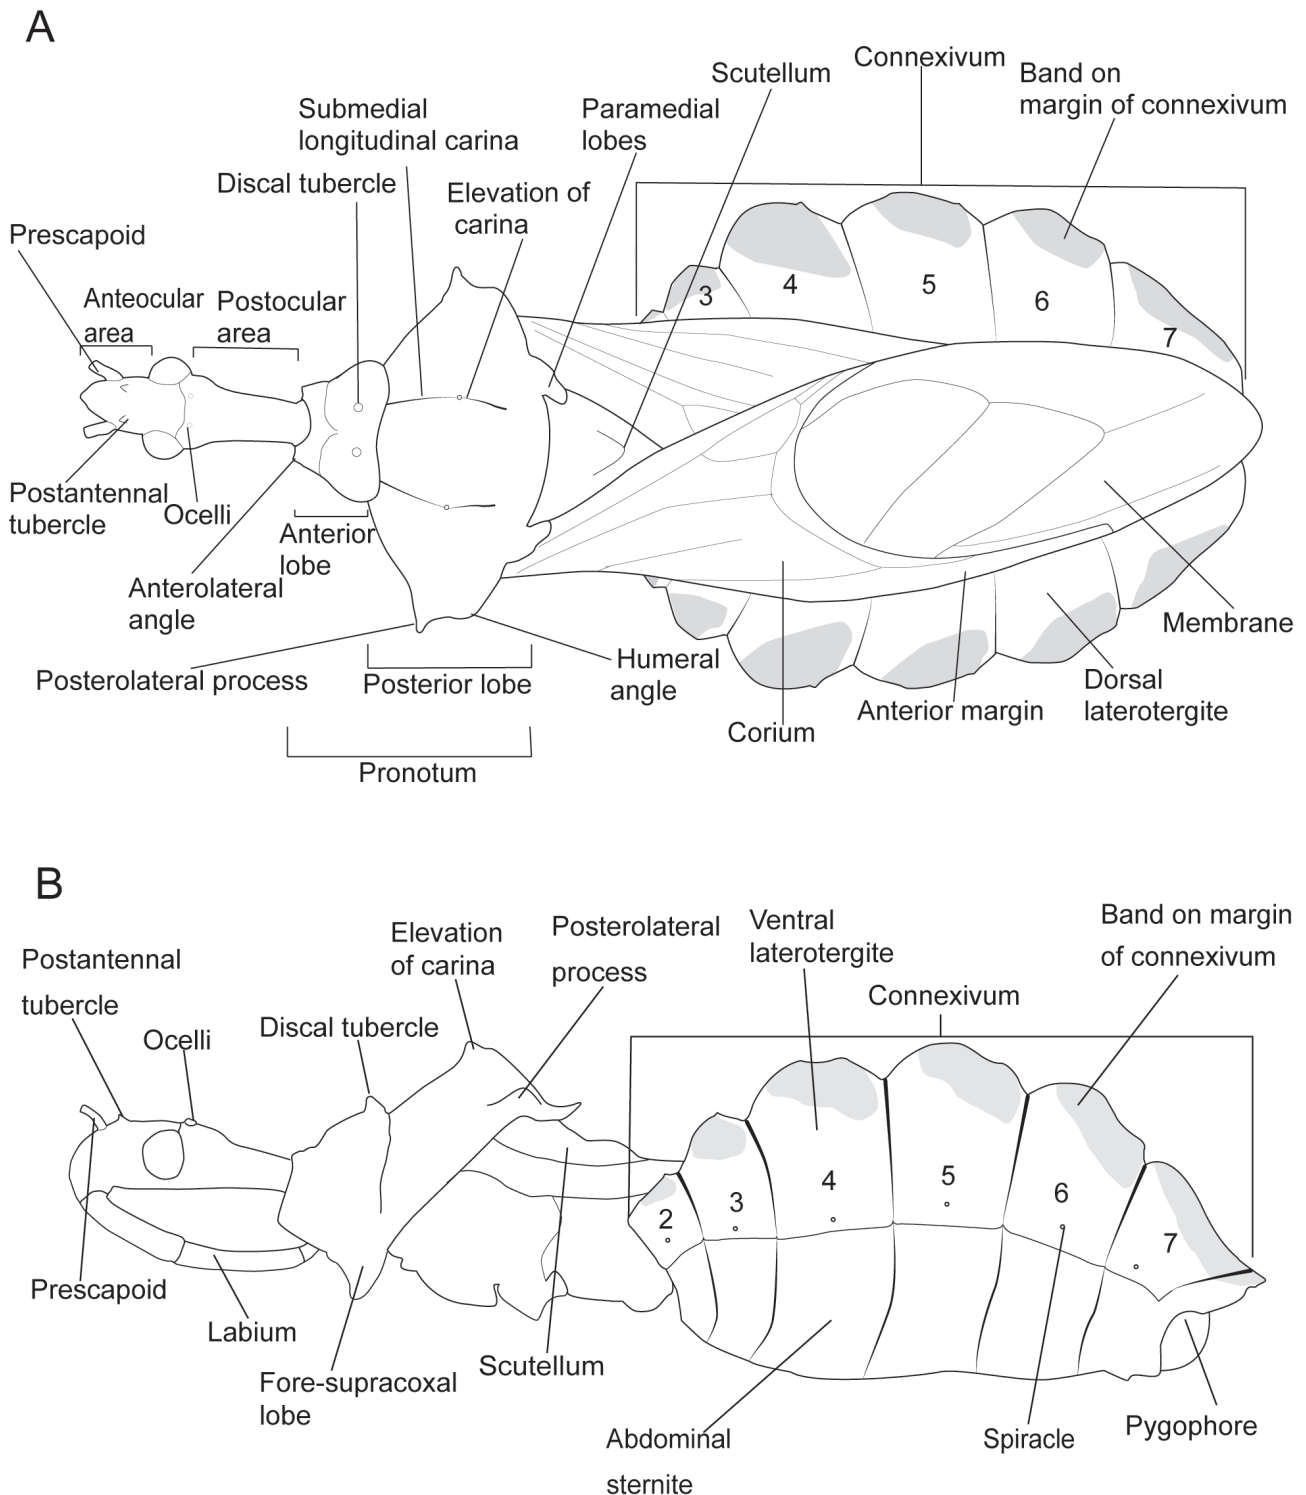 A
Connexivum
Scutellum
Band on
margin of connexivum
Submedial
longitudinal carina
Paramedial
lobes
Discal tubercle
Elevation of
carina
Prescapoid
Anteocular
area
Postocular
area
3
4
5
6
7
Postantennal
tubercle
Ocelli
Anterior
lobe
Anterolateral
angle
Posterolateral process
Posterior lobe
Humeral
angle
Membrane
Dorsal
laterotergite
Anterior margin
Corium
Pronotum
B
Postantennal
tubercle
Ocelli
Discal tubercle
Elevation
of carina
Posterolateral
process
Ventral
laterotergite
Connexivum
Band on margin
of connexivum
2
3
4
5
6
7
Prescapoid
Labium
Fore-supracoxal
lobe
Scutellum
Abdominal
sternite
Spiracle
Pygophore